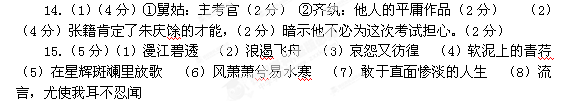 14.（1）（4分）①舅姑：主考官（2分） ②齐纨：他人的平庸作品（2分） （2）
（4分）张籍肯定了朱庆馀的才能，（2分）暗示他不必为这次考试担心。（2分）
15.（5分）（1）漫江碧透 （2）浪遏飞舟 （3）哀怨又彷徨 （4）软泥上的青荇
（5）在星辉斑斓里放歌 （6）风萧萧兮易水寒 （7）敢于直面惨淡的人生 （8）流
言，尤使我耳不忍闻